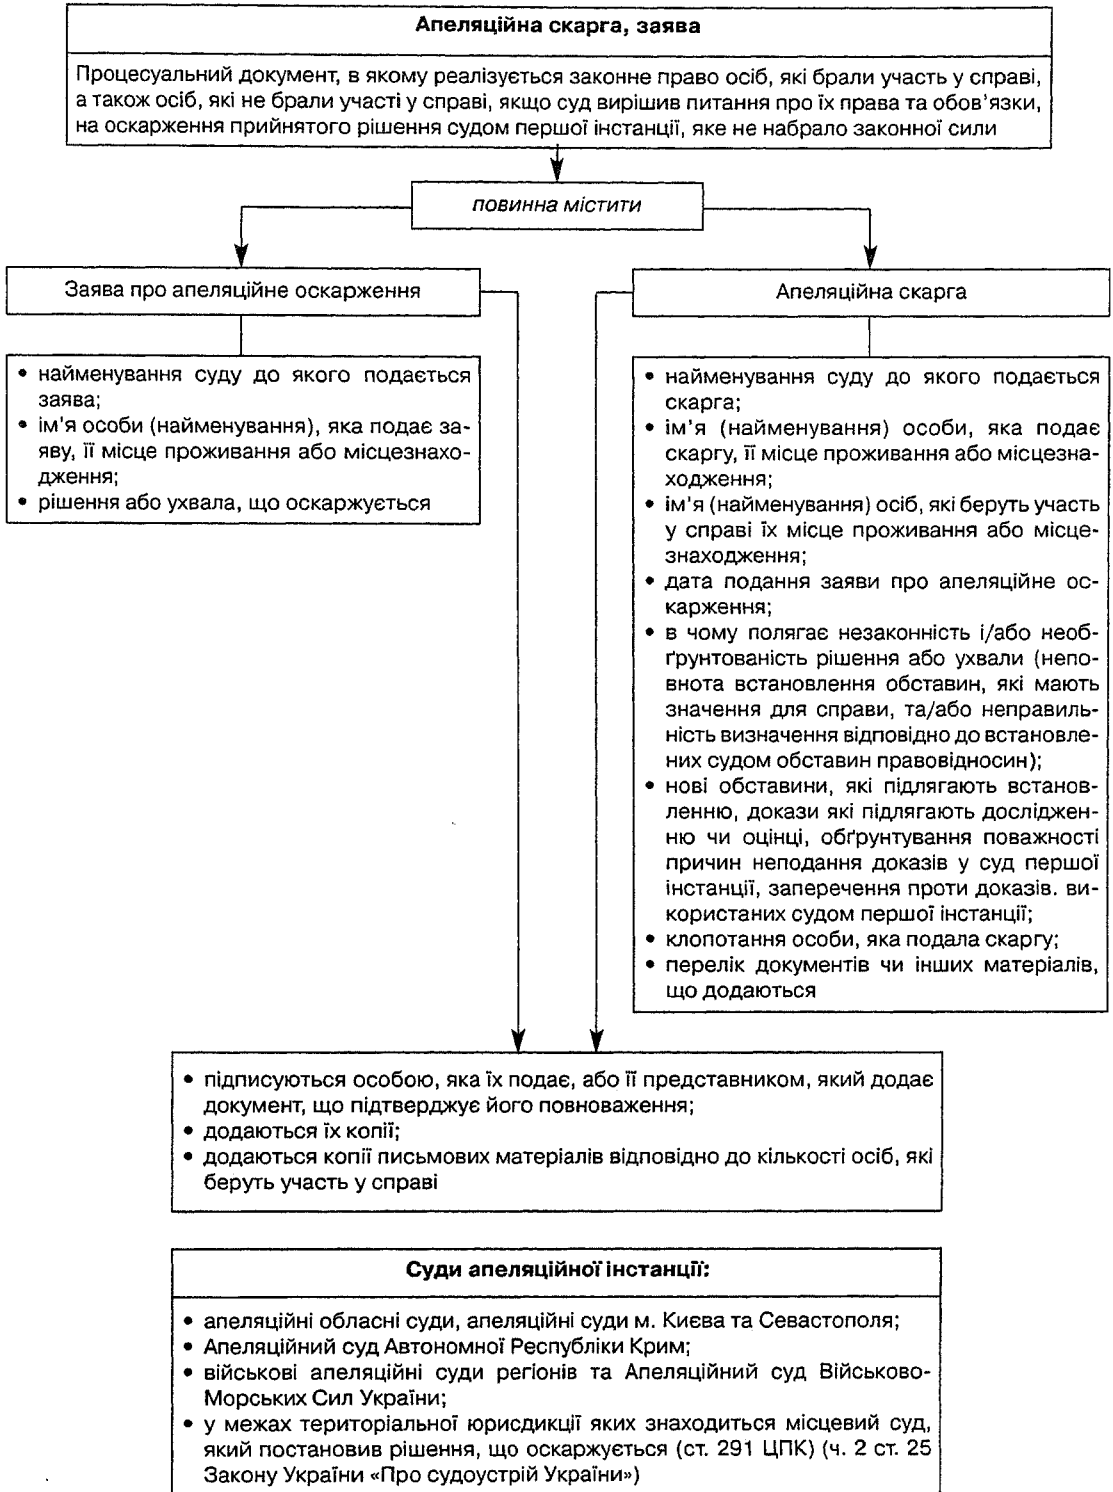 Апеляційна скарга, заява
Процесуальний документ, в якому реалізується законне право осіб, які брали участь у справі,
а також осіб, які не брали участі у справі, якщо суд вирішив питання про їх права та обов'язки,
на оскарження прийнятого рішення судом першої інстанції, яке не набрало законної сили
повинна містити
Заява про апеляційне оскарження
• найменування суду до якого подається
заява;
• ім'я особи (найменування), яка подає за-
яву, її місце проживання або місцезнахо-
дження;
• рішення або ухвала, що оскаржується
Апеляційна скарга
• найменування суду до якого подається
скарга;
• ім'я (найменування) особи, яка подає
скаргу, її місце проживання або місцезна-
ходження;
• ім'я (найменування) осіб, які беруть участь
у справі їх місце проживання або місце-
знаходження;
• дата подання заяви про апеляційне ос-
карження;
• в чому полягає незаконність і/або необ-
ґрунтованість рішення або ухвали (непо-
внота встановлення обставин, які мають
значення для справи, та/або неправиль-
ність визначення відповідно до встановле-
них судом обставин правовідносин);
• нові обставини, які підлягають встанов-
ленню, докази які підлягають досліджен
ню чи оцінці, обґрунтування поважності
причин неподання доказів у суд першої
інстанції, заперечення проти доказів. ви-
користаних судом першої інстанції;
• клопотання особи, яка подала скаргу;
• перелік документів чи інших матеріалів,
що додаються
• підписуються особою, яка їх подає, або її представником, який додає
документ, що підтверджує його повноваження;
• додаються їх копії;
• додаються копії письмових матеріалів відповідно до кількості осіб, які
беруть участь у справі
Суди апеляційної інстанції:
• апеляційні обласні суди, апеляційні суди м. Києва та Севастополя;
• Апеляційний суд Автономної Республіки Крим;
• військові апеляційні суди регіонів та Апеляційний суд Військово-
Морських Сил України;
• у межах територіальної юрисдикції яких знаходиться місцевий суд,
який постановив рішення, що оскаржується (ст. 291 ЦПК) (ч. 2 ст. 25
Закону України «Про судоустрій України»)